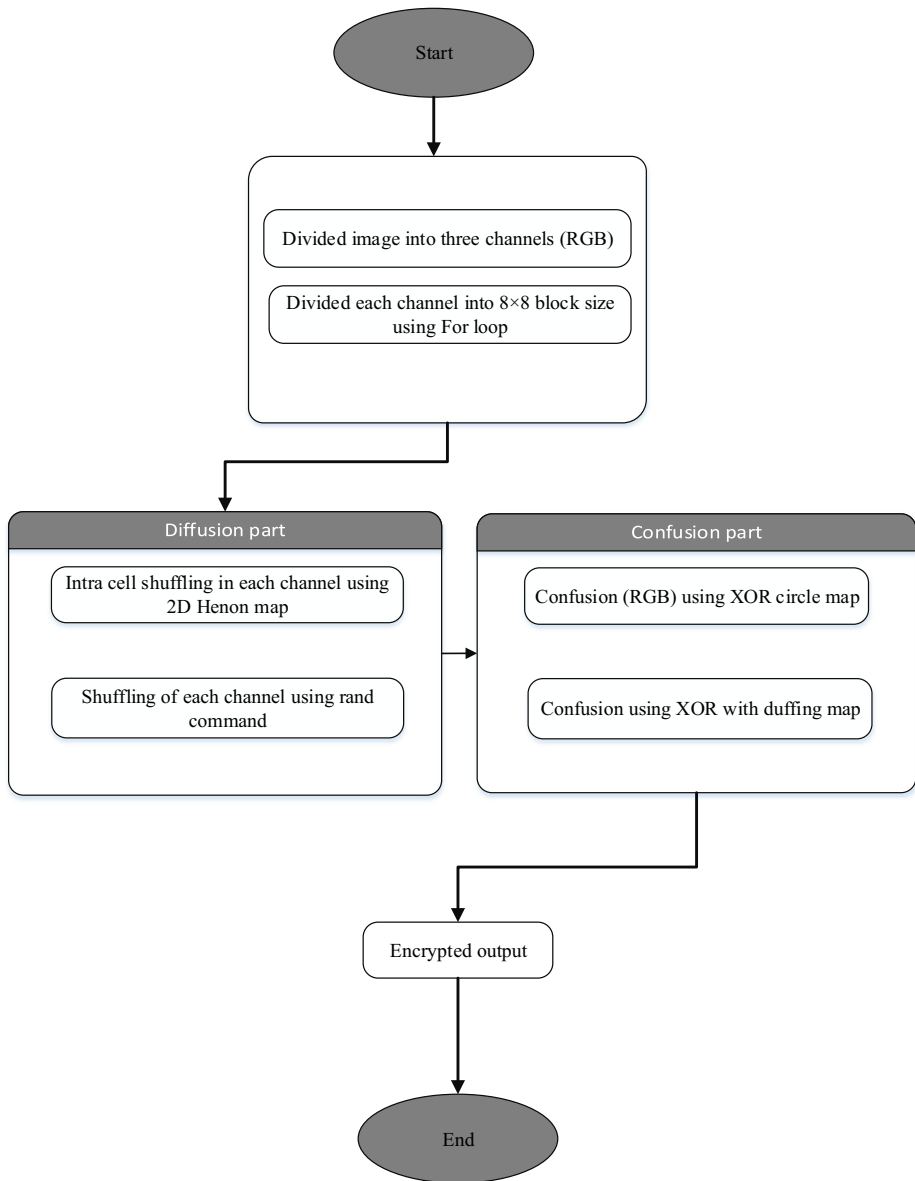 Start
Divided image into three channels (RGB)
Divided each channel into 8×8 block size
using For loop
Diffusion part
Intra cell shuffling in each channel using
2D Henon map
Shuffling of each channel using rand
command
Confusion part
Confusion (RGB) using XOR circle map
Confusion using XOR with duffing map
Encrypted output
End